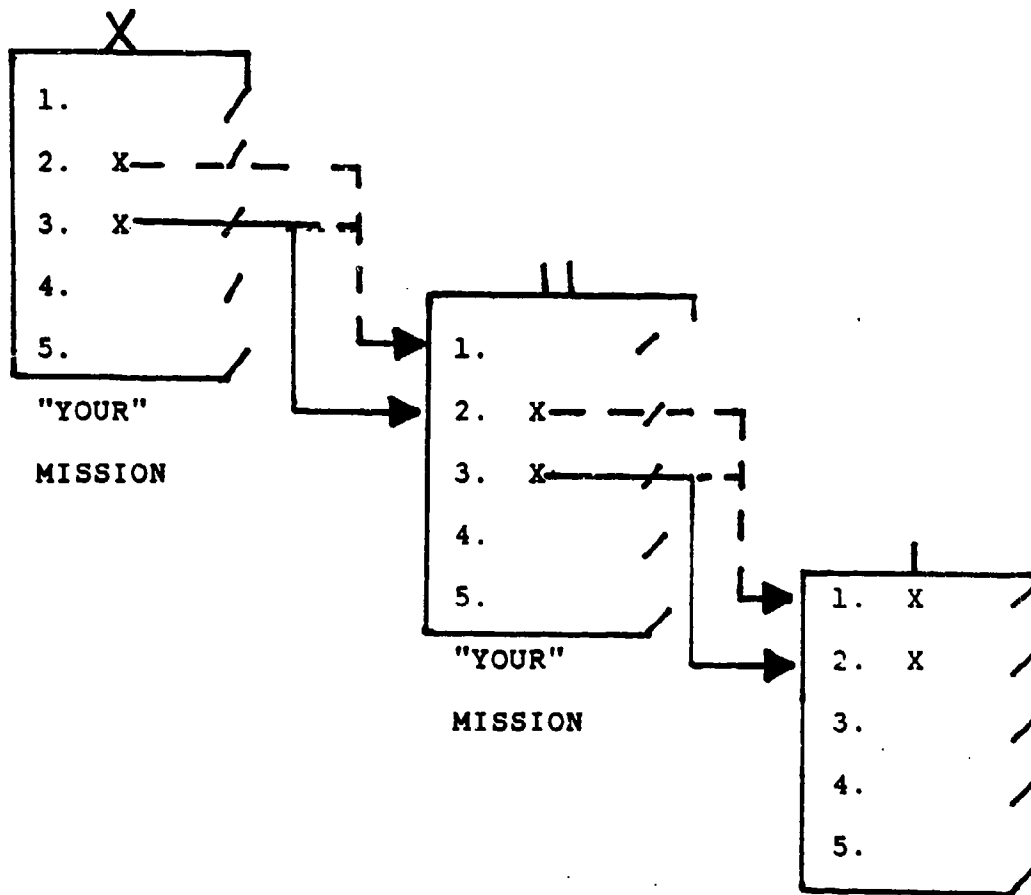 X
1.
2. X
3. X
4.
5.
"YOUR"
MISSION
||
1.
2. X
3. X
4.
5.
"YOUR"
MISSION
|
1. X
2. X
3.
4.
5.